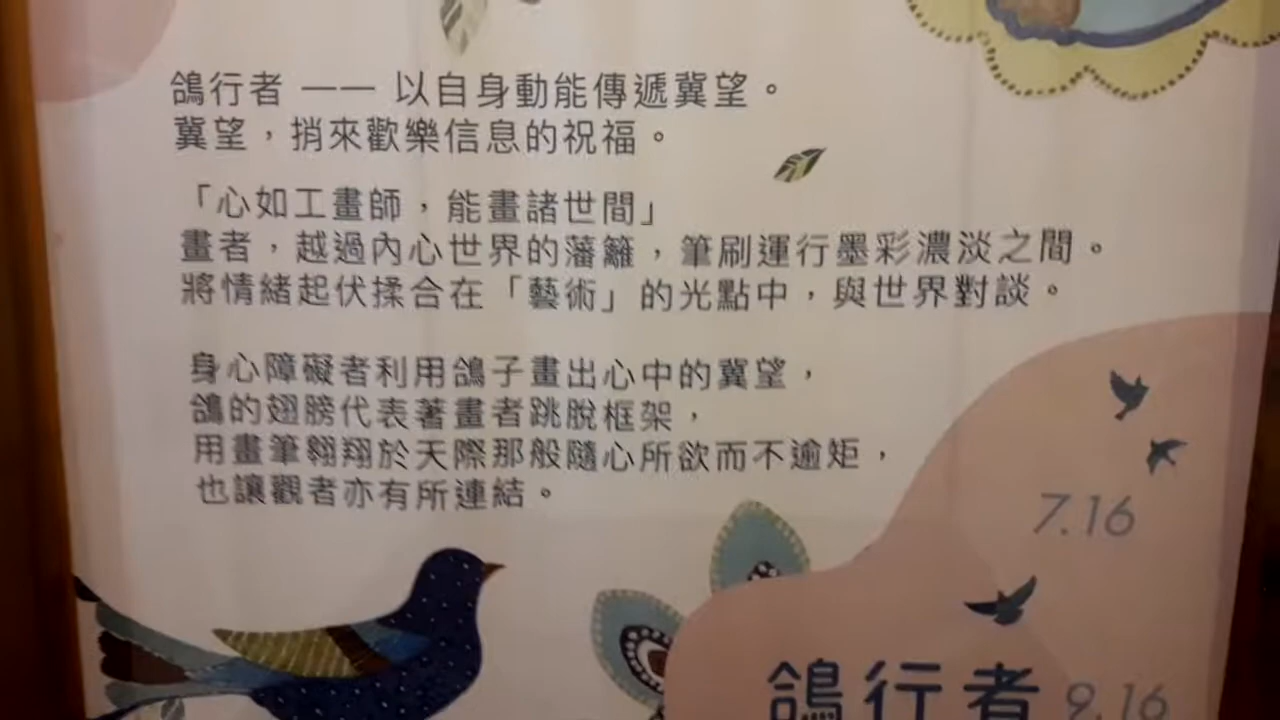 鴿行者 —— 以自身動能傳遞冀望。
冀望，捎來歡樂信息的祝福。
「心如工畫師，能畫諸世間」
畫者，越過內心世界的藩籬，筆刷運行墨彩濃淡之間。
將情緒起伏揉合在「藝術」的光點中，與世界對談。
身心障礙者利用鴿子畫出心中的冀望，
鴿的翅膀代表著畫者跳脫框架，
用畫筆翱翔於天際那般隨心所欲而不逾矩，
也讓觀者亦有所連結。
7.16
鴿行者 9.16